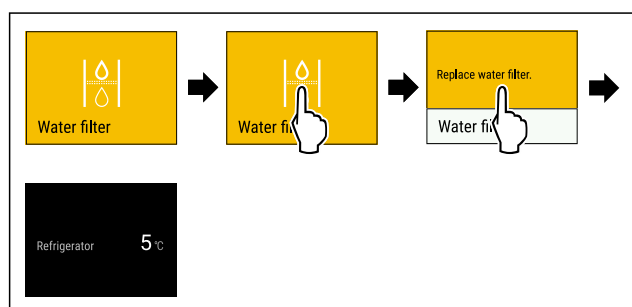 Water filter
Water fi
Replace water filter.
Water fi
Refrigerator 5 °C